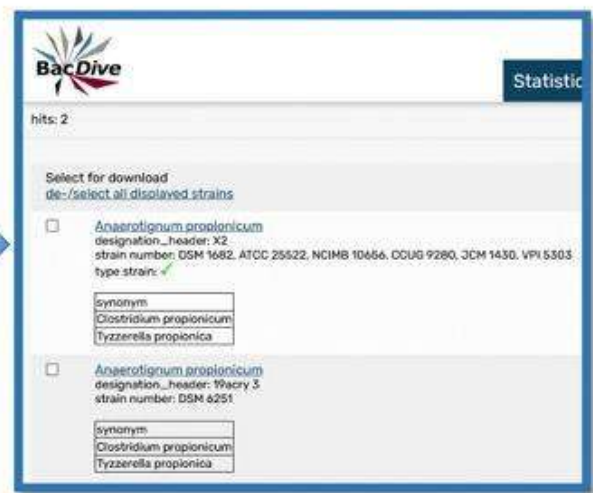 BacDive
Statistic
hits: 2
Select for download
de-/select all displayed strains
Anaerotignum propionicum
designation_header: X2
strain number: DSM 1682, ATCC 25522, NCIMB 10656, CCUG 9280, JCM 1430, VPI 5303
type strain: ✓
synonym
Clostridium propionicum
Tyzzerella propionica
Anaerotignum propionicum
designation_header: 19acry 3
strain number: DSM 6251
synonym
Clostridium propionicum
Tyzzerella propionica